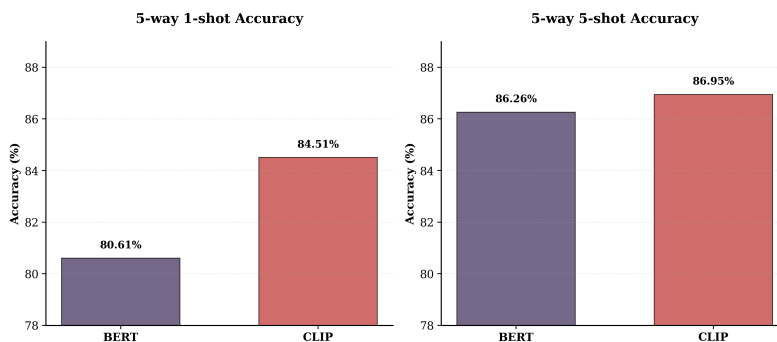 5-way 1-shot Accuracy
Accuracy (%)
88
86
84
82
80
78
80.61%
84.51%
BERT
CLIP
5-way 5-shot Accuracy
Accuracy (%)
88
86
84
82
80
78
86.26%
86.95%
BERT
CLIP